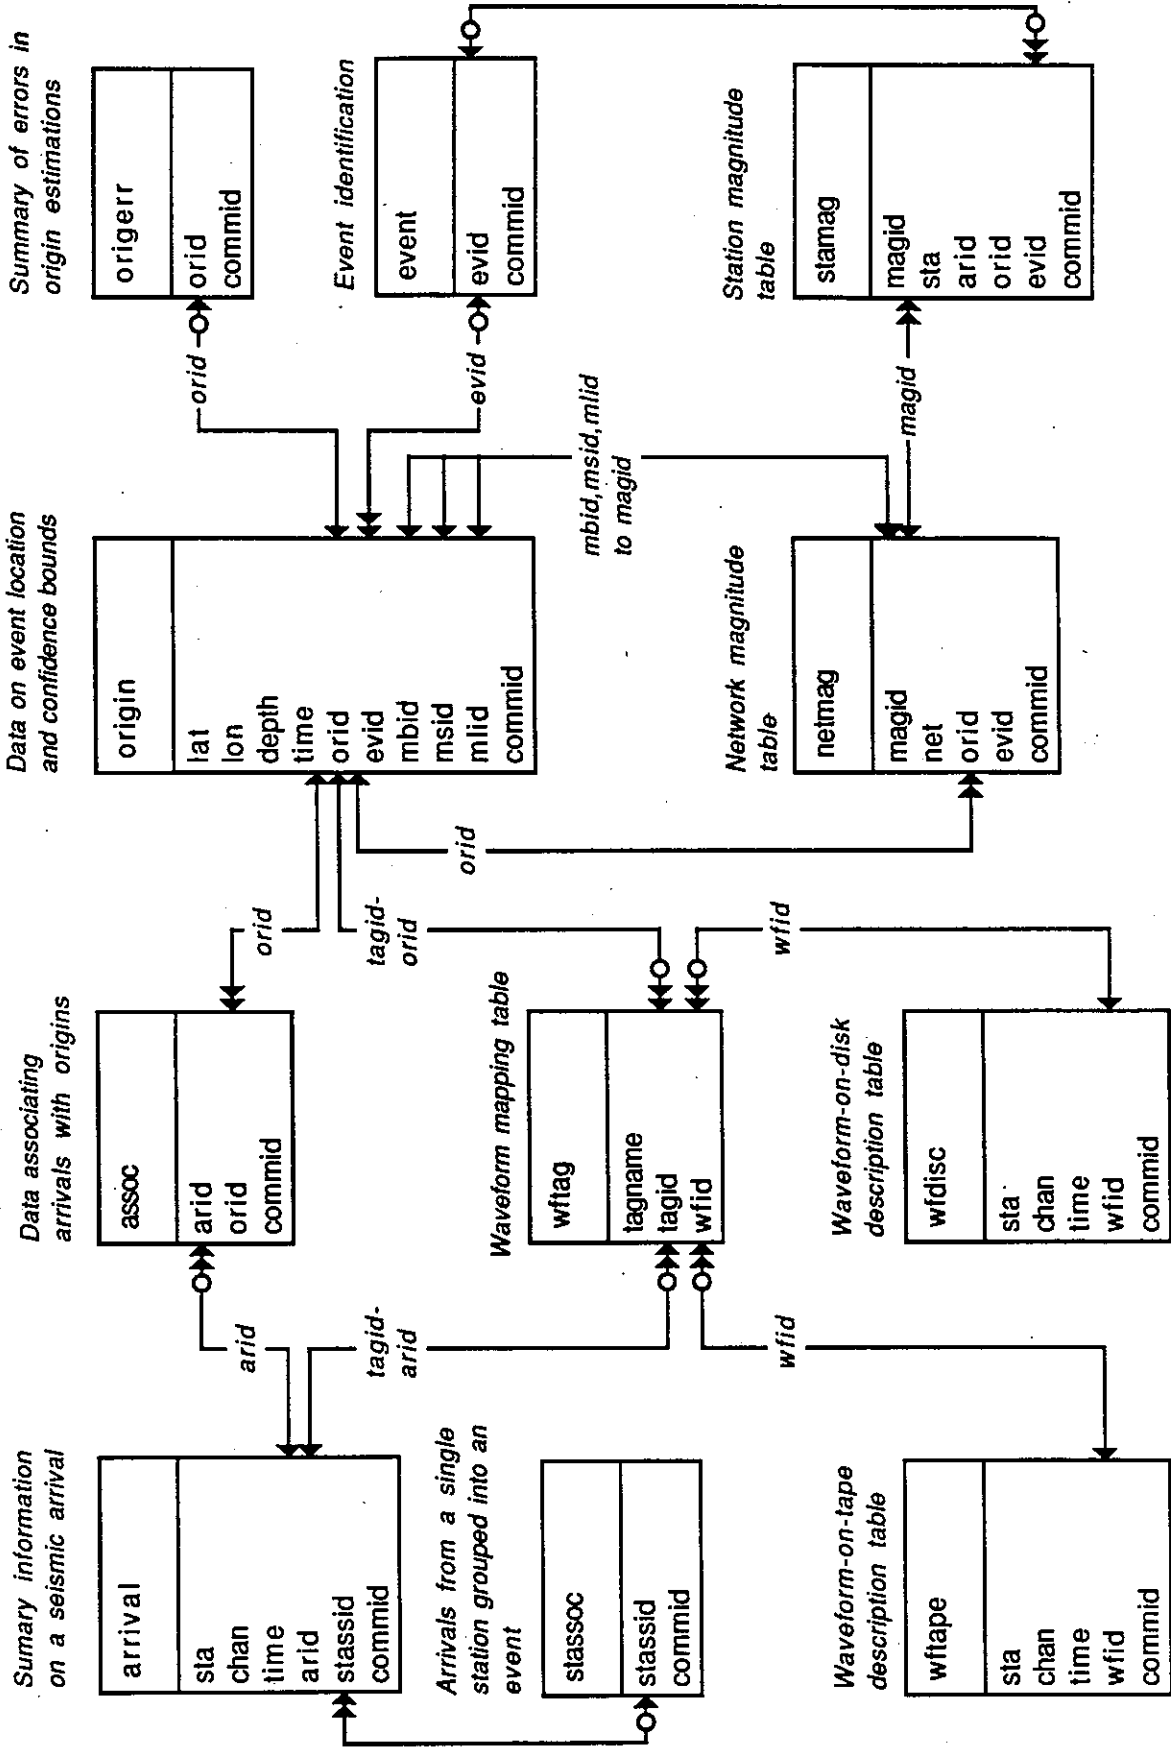 Sumary information
on a seismic arrival
arrival
sta
chan
time
arid
stassid
commid
Arrivals from a single
station grouped into an
event
stassoc
stassid
commid
Waveform-on-tape
description table
wftape
sta
chan
time
wfid
commid
arid
tagid-
arid
wfid
Data associating
arrivals with origins
assoc
arid
orid
commid
Waveform mapping table
wftag
tagname
tagid
wfid
Waveform-on-disk
description table
wfdisc
sta
chan
time
wfid
commid
orid
tagid-
orid
wfid
orid
Data on event location
and confidence bounds
origin
lat
lon
depth
time
orid
evid
mbid
msid
mlid
commid
Network magnitude
table
netmag
magid
net
orid
evid
commid
orid
evid
mbid,msid,mlid
to magid
magid
Summary of errors in
origin estimations
origerr
orid
commid
Event identification
event
evid
commid
Station magnitude
table
stamag
magid
sta
arid
orid
evid
commid